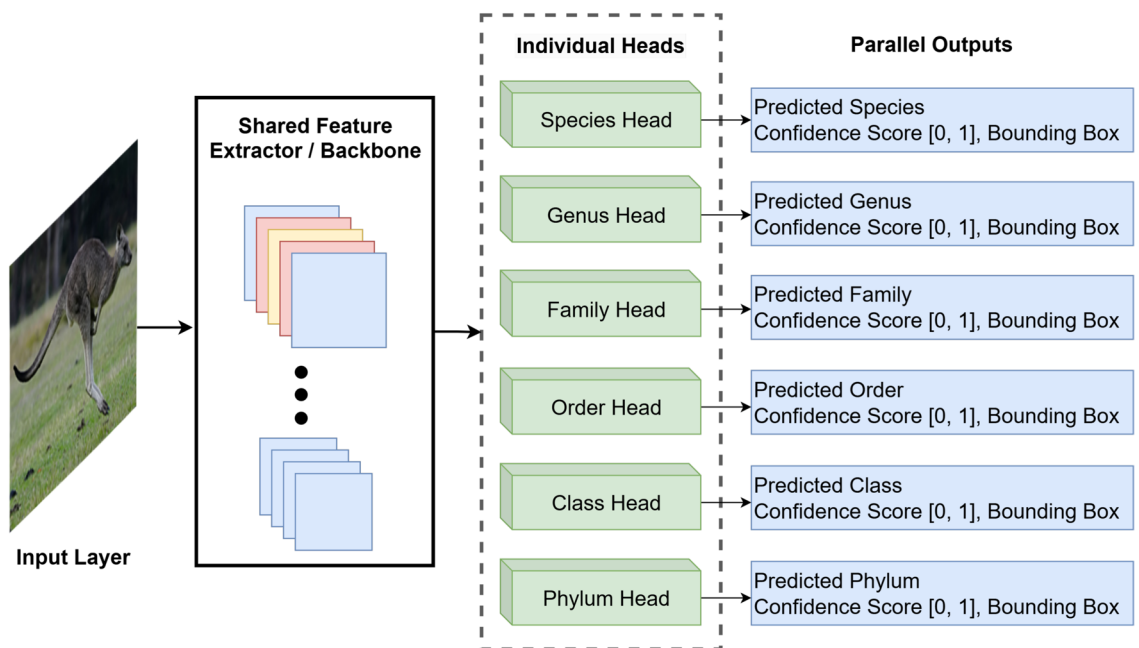 Individual Heads
Parallel Outputs
Shared Feature
Extractor / Backbone
Input Layer
Species Head
Predicted Species
Confidence Score [0, 1], Bounding Box
Genus Head
Predicted Genus
Confidence Score [0, 1], Bounding Box
Family Head
Predicted Family
Confidence Score [0, 1], Bounding Box
Order Head
Predicted Order
Confidence Score [0, 1], Bounding Box
Class Head
Predicted Class
Confidence Score [0, 1], Bounding Box
Phylum Head
Predicted Phylum
Confidence Score [0, 1], Bounding Box